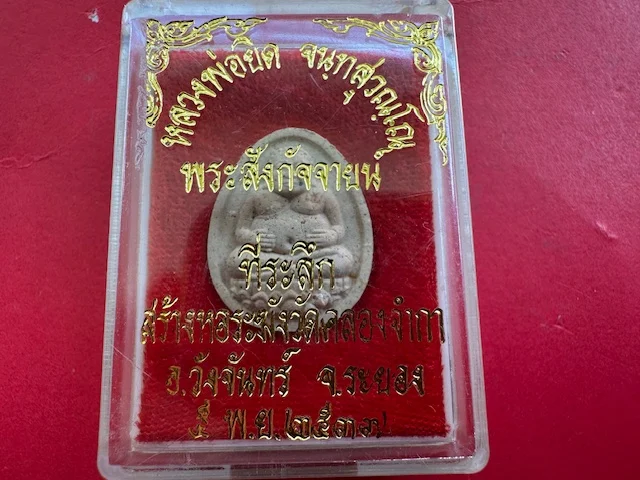 หลวงพ่อยิด จนฺทสุวณฺโณ
พระสังกัจจายน์
ที่ระลึก
สร้างหอระฆังวัดคลองจำกา
อ.วังจันทร์ จ.ระยอง
๕ พ.ย.๒๕๓๗